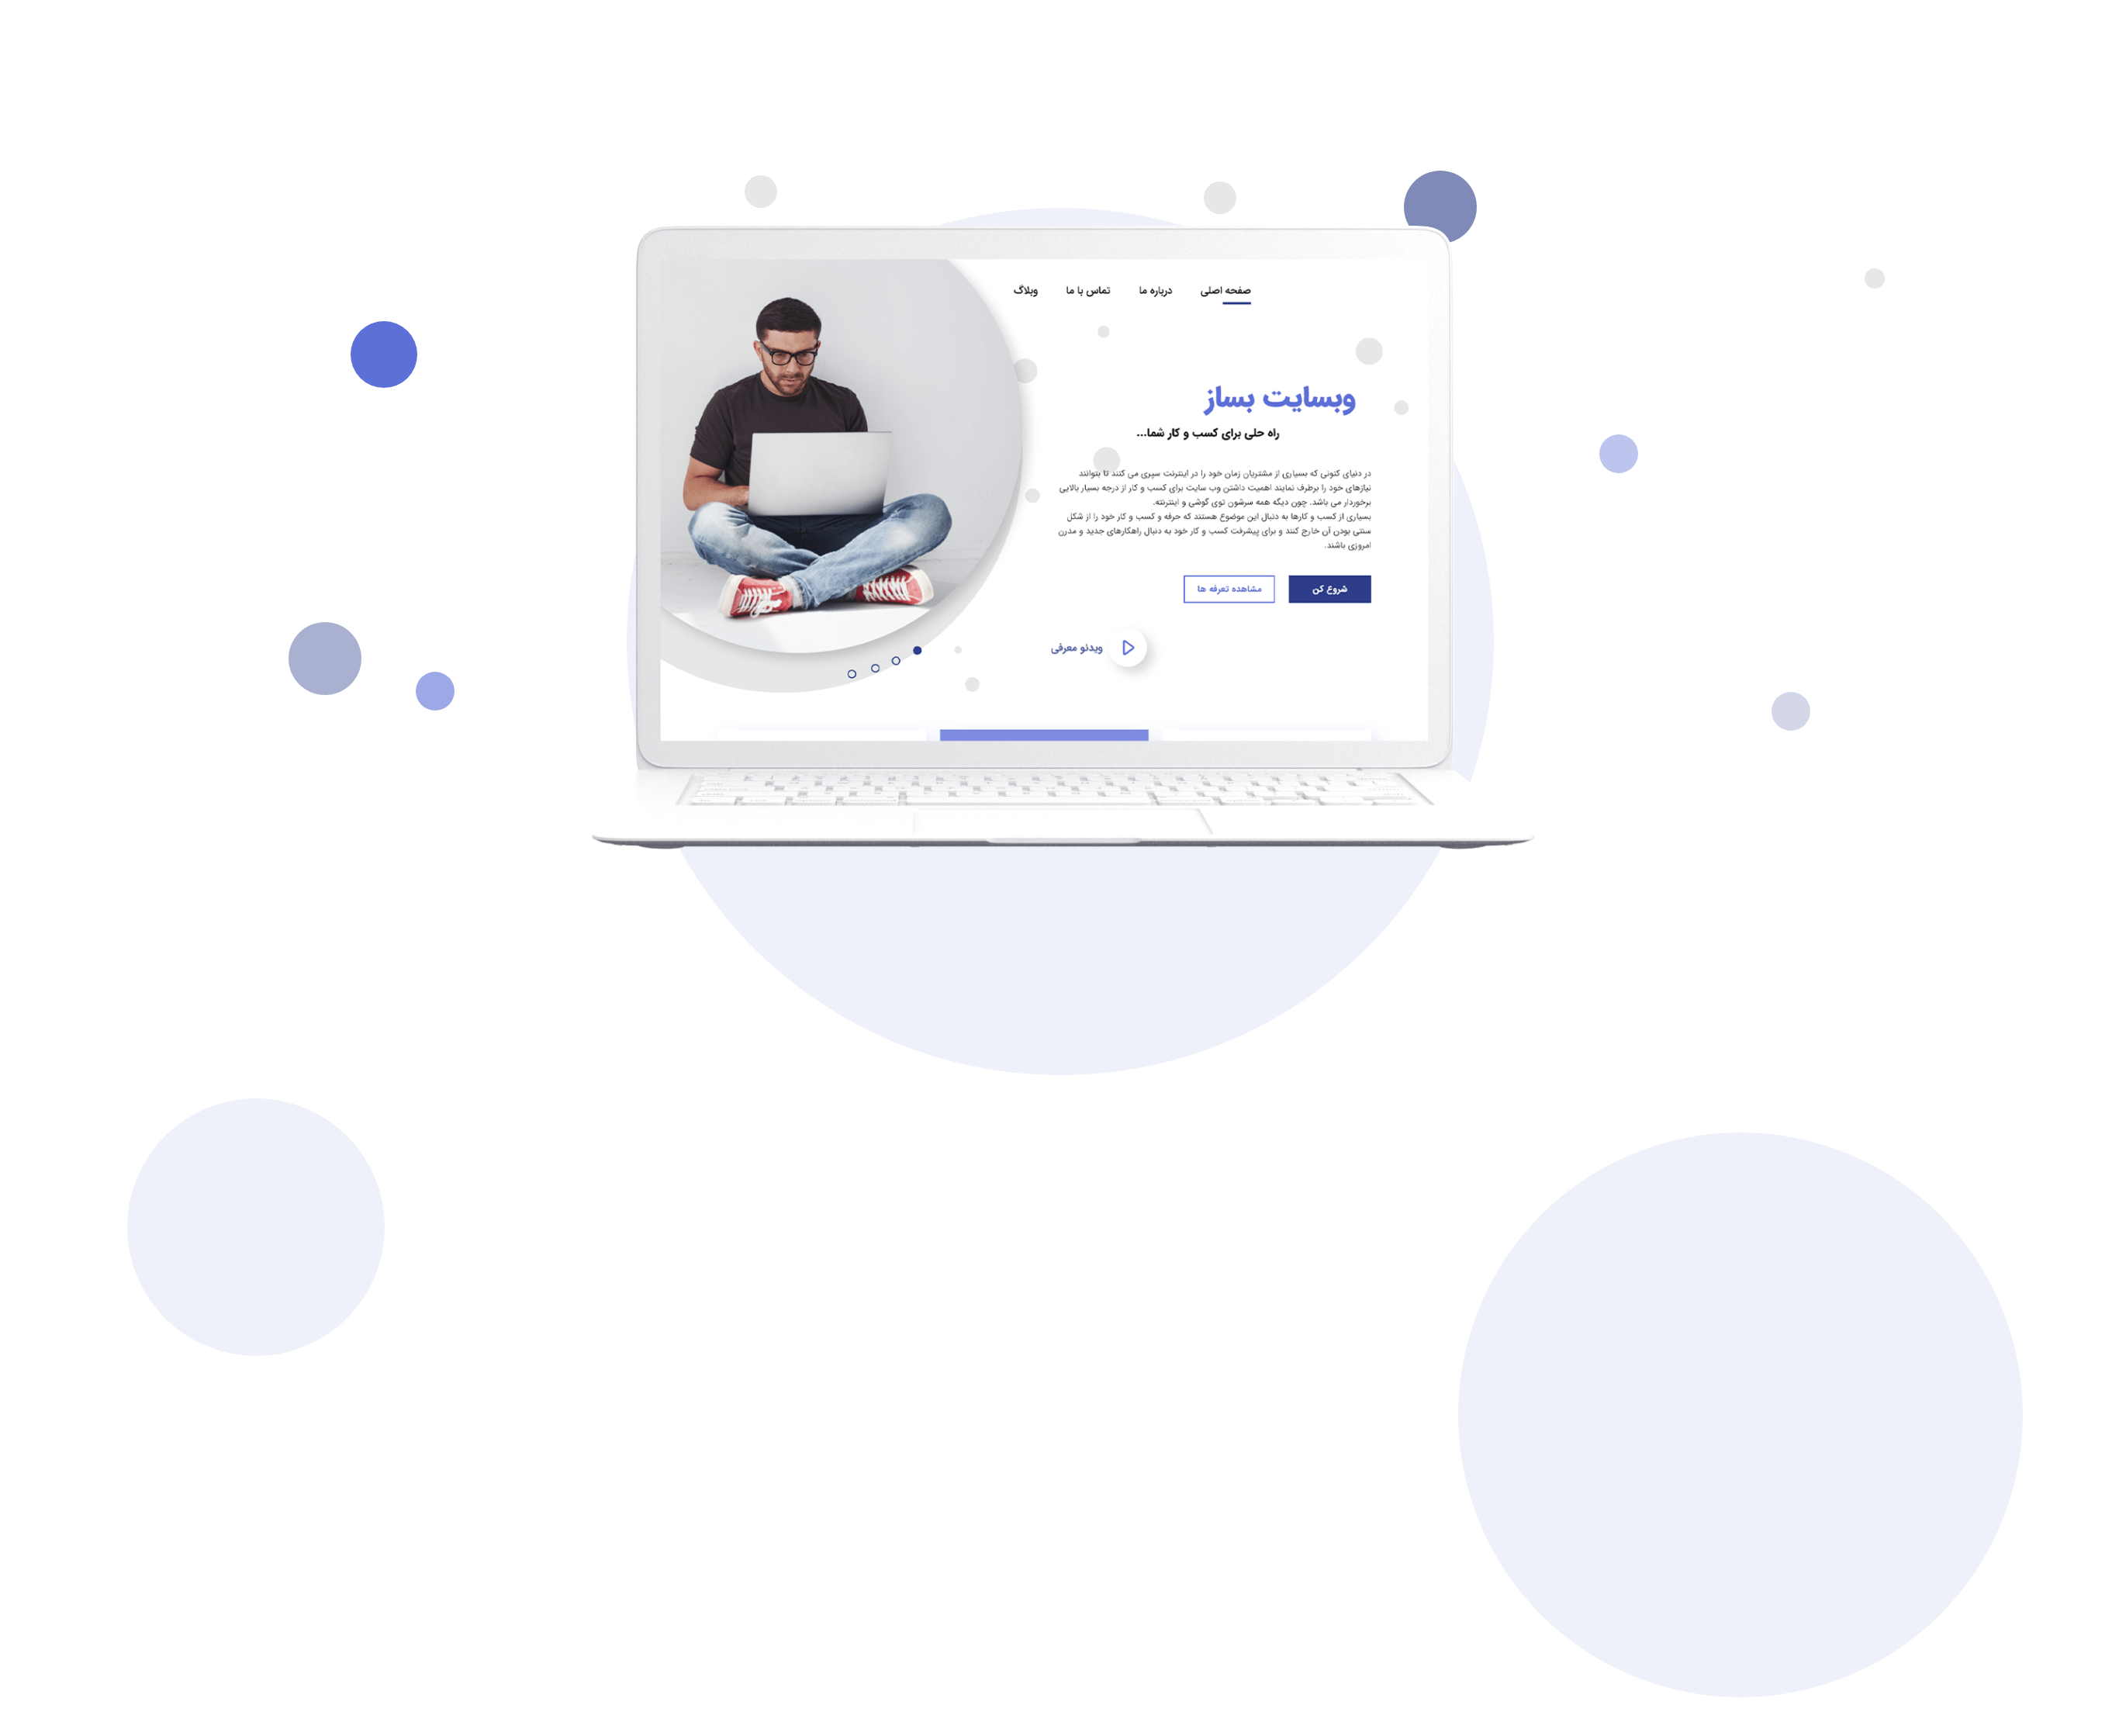 صفحه اصلی درباره ما تماس با ما وبلاگ
وبسایت بساز
راه حلی برای کسب و کار شما...
در دنیای کنونی که بسیاری از مشتریان زمان خود را در اینترنت سپری می کنند تا بتوانند
نیازهای خود را برطرف نمایند اهمیت داشتن وب سایت برای کسب و کار از درجه بسیار بالایی
برخوردار می باشد. چون دیگه همه سرشون توی گوشی و اینترنته.
بسیاری از کسب و کارها به دنبال این موضوع هستند که حرفه و کسب و کار خود را از شکل
سنتی بودن آن خارج کنند و برای پیشرفت کسب و کار خود به دنبال راهکارهای جدید و مدرن
امروزی باشند.
شروع کن مشاهده تعرفه ها
ویدئو معرفی